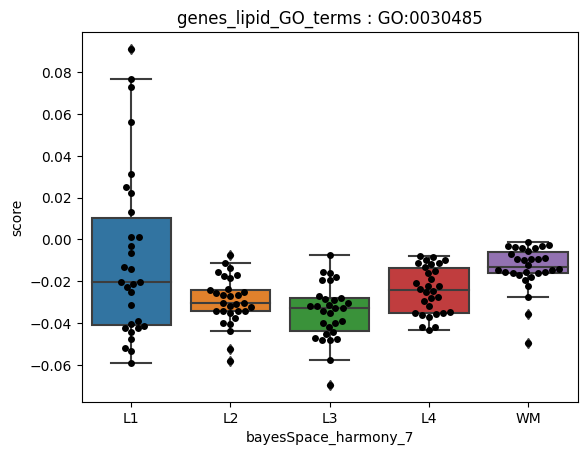 genes_lipid_GO_terms : GO:0030485
0.08
0.06
0.04
0.02
0.00
−0.02
−0.04
−0.06
score
L1 L2 L3 L4 WM
bayesSpace_harmony_7